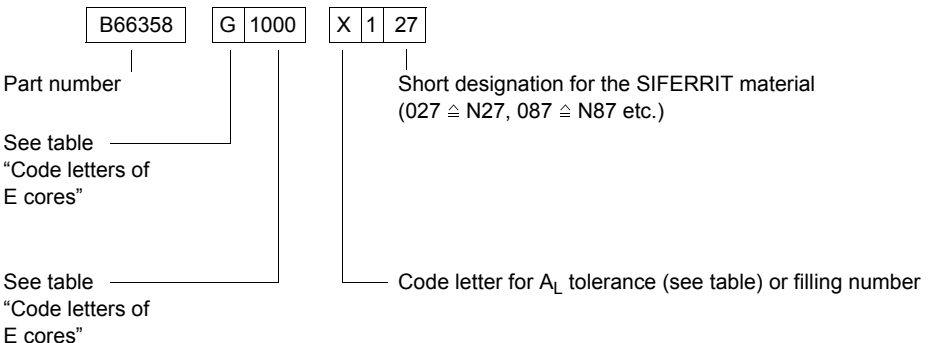 B66358 G 1000 X 1 27
Part number
Short designation for the SIFERRIT material
(027 ≙ N27, 087 ≙ N87 etc.)
See table
“Code letters of
E cores”
See table
“Code letters of
E cores”
Code letter for AL tolerance (see table) or filling number